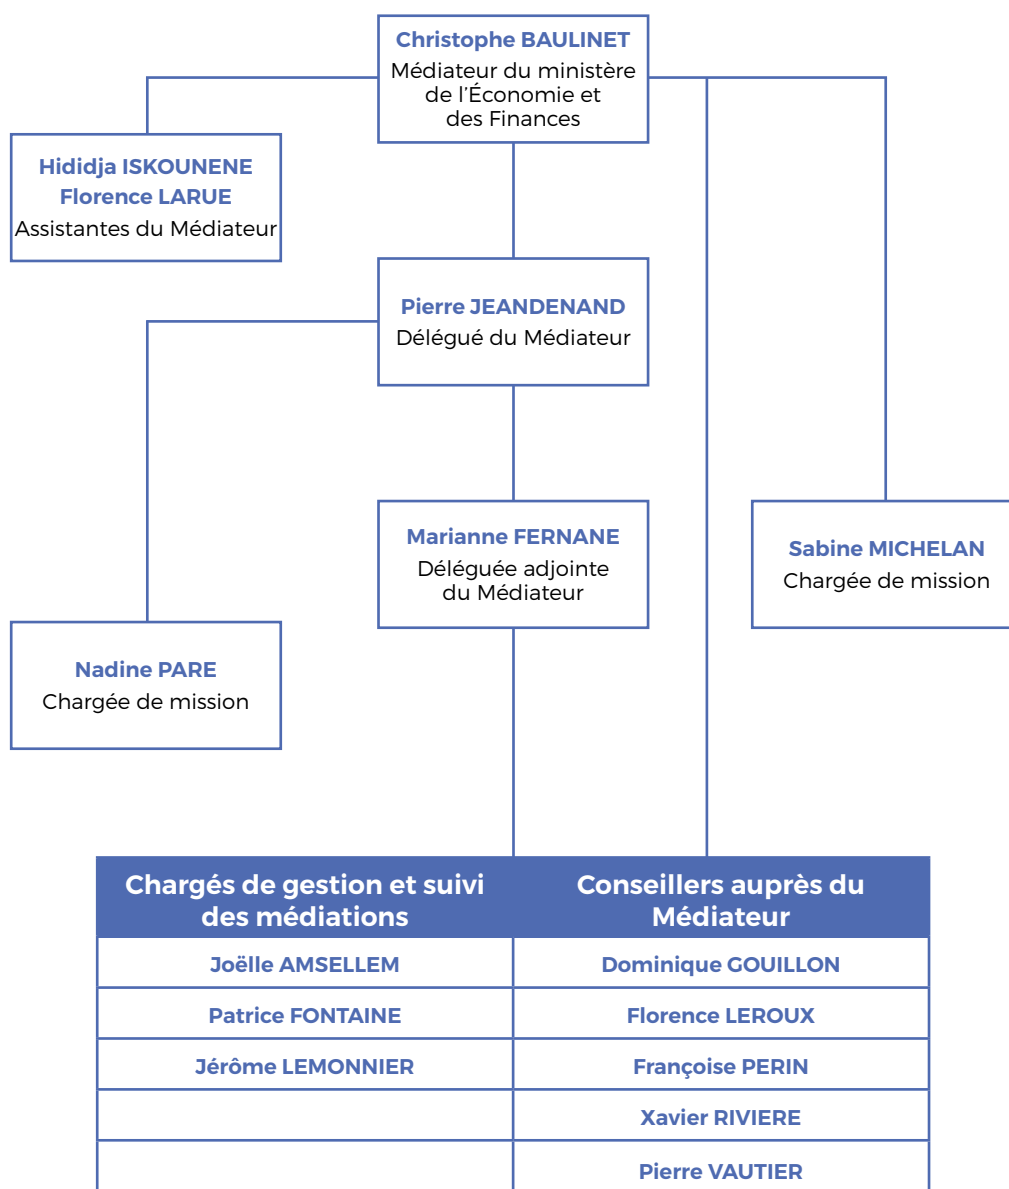 Christophe BAULINET
Médiateur du ministère
de l'Économie et
des Finances
Hididja ISKOUNENE
Florence LARUE
Assistantes du Médiateur
Pierre JEANDENAND
Délégué du Médiateur
Marianne FERNANE
Déléguée adjointe
du Médiateur
Sabine MICHELAN
Chargée de mission
Nadine PARE
Chargée de mission
Chargés de gestion et suivi
des médiations
Conseillers auprès du
Médiateur
Joëlle AMSELLEM
Dominique GOUILLON
Patrice FONTAINE
Florence LEROUX
Jérôme LEMONNIER
Françoise PERIN
Xavier RIVIERE
Pierre VAUTIER